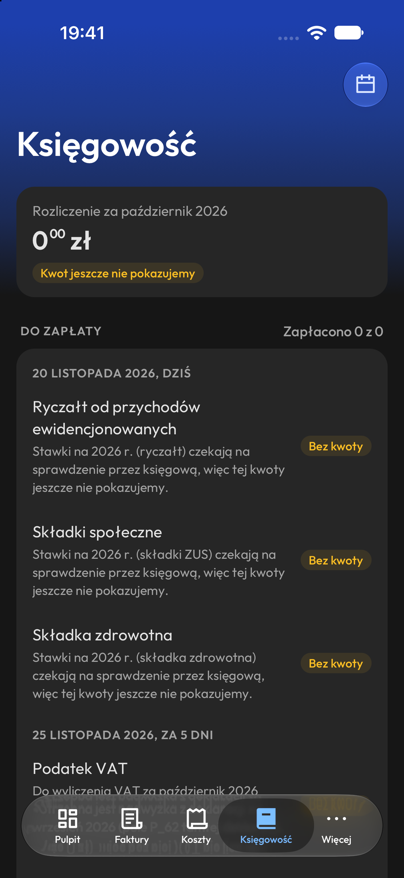 19:41
Księgowość
Rozliczenie za październik 2026
0⁰⁰ zł
Kwot jeszcze nie pokazujemy
DO ZAPŁATY
Zapłacono 0 z 0
20 LISTOPADA 2026, DZIŚ
Ryczałt od przychodów
ewidencjonowanych
Stawki na 2026 r. (ryczałt) czekają na
sprawdzenie przez księgową, więc tej kwoty
jeszcze nie pokazujemy.
Bez kwoty
Składki społeczne
Stawki na 2026 r. (składki ZUS) czekają na
sprawdzenie przez księgową, więc tej kwoty
jeszcze nie pokazujemy.
Bez kwoty
Składka zdrowotna
Stawki na 2026 r. (składka zdrowotna)
czekają na sprawdzenie przez księgową,
więc tej kwoty jeszcze nie pokazujemy.
Bez kwoty
25 LISTOPADA 2026, ZA 5 DNI
Podatek VAT
Do wyliczenia VAT za październik 2026
Pulpit
Faktury
Koszty
Księgowość
Więcej